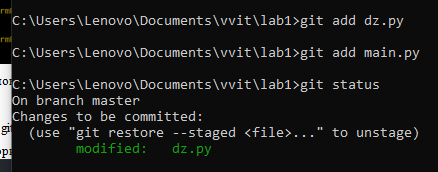 C:\Users\Lenovo\Documents\vvit\lab1>git add dz.py
C:\Users\Lenovo\Documents\vvit\lab1>git add main.py
C:\Users\Lenovo\Documents\vvit\lab1>git status
On branch master
Changes to be committed:
(use "git restore --staged <file>..." to unstage)
modified: dz.py